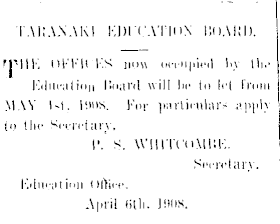 TARANAKI EDUCATION BOARD.
THE OFFICES now occupied by the
Education Board will be to let from
MAY 1st, 1908. For particulars apply
to the Secretary.
P. S. WHITCOMBE.
Secretary.
Education Office.
April 6th, 1908.